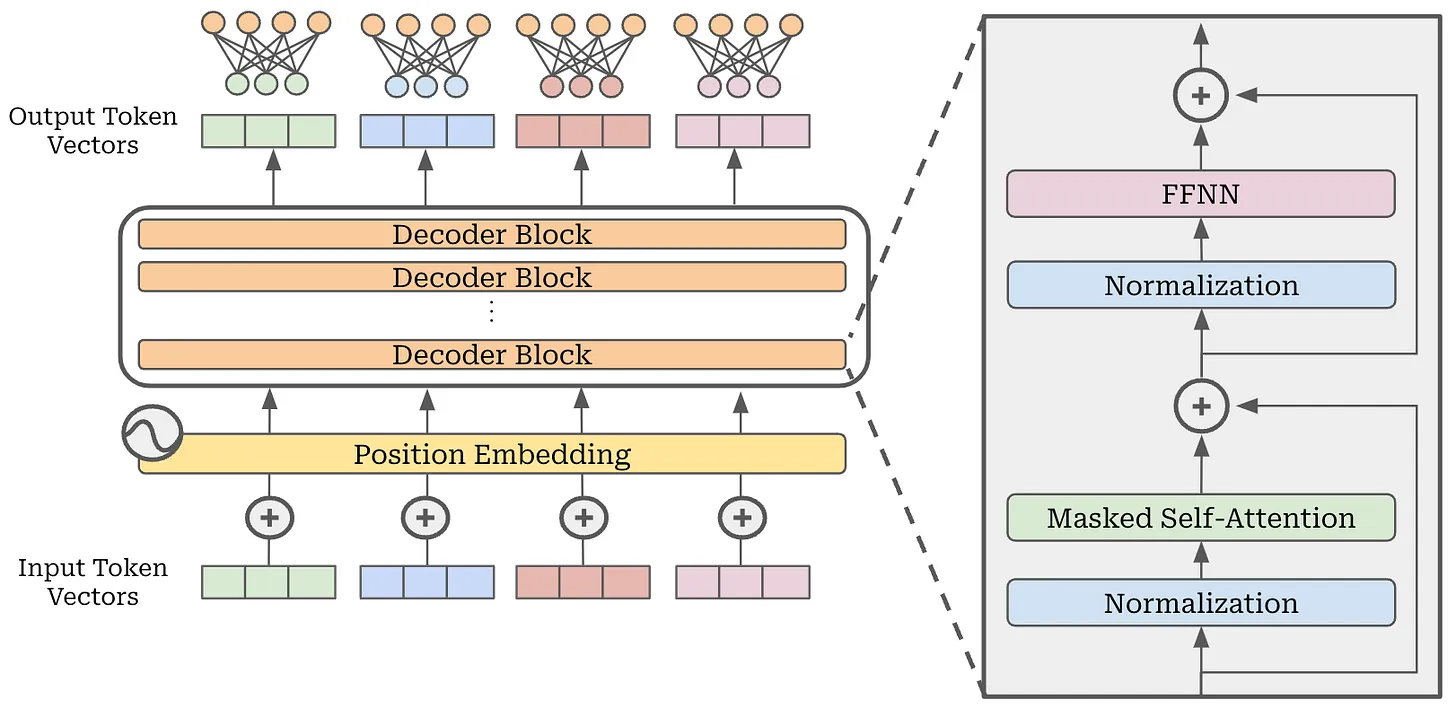 Output Token
Vectors
Decoder Block
Decoder Block
Decoder Block
Position Embedding
Input Token
Vectors
FFNN
Normalization
Masked Self-Attention
Normalization